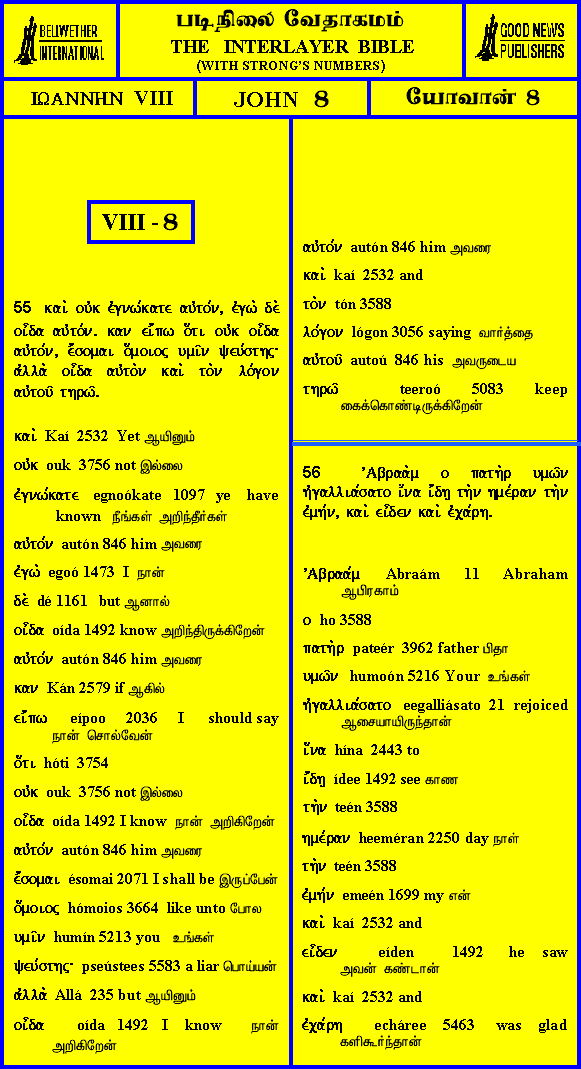 BELLWETHER
INTERNATIONAL
படிநிலை வேதாகமம்
THE INTERLAYER BIBLE
(WITH STRONG'S NUMBERS)
GOOD NEWS
PUBLISHERS
ΙΩΑΝΝΗΝ VIII
JOHN 8
யோவான் 8
VIII - 8
55 καὶ οὐκ ἐγνώκατε αὐτόν, ἐγὼ δὲ
οἶδα αὐτόν. καν εἴπω ὅτι οὐκ οἶδα
αὐτόν, ἔσομαι ὅμοιος υμῖν ψεύστης·
ἀλλὰ οἶδα αὐτὸν καὶ τὸν λόγον
αὐτοῦ τηρῶ.
καὶ Kaí 2532 Yet ஆயினும்
οὐκ ouk 3756 not இல்லை
ἐγνώκατε egnoókate 1097 ye have
known நீங்கள் அறிந்தீர்கள்
αὐτόν autón 846 him அவரை
ἐγὼ egoó 1473 I நான்
δὲ dé 1161 but ஆனால்
οἶδα oída 1492 know அறிந்திருக்கிறேன்
αὐτόν autón 846 him அவரை
καν Kán 2579 if ஆகில்
εἴπω eípoo 2036 I should say
நான் சொல்வேன்
ὅτι hóti 3754
οὐκ ouk 3756 not இல்லை
οἶδα oída 1492 I know நான் அறிகிறேன்
αὐτόν autón 846 him அவரை
ἔσομαι ésomai 2071 I shall be இருப்பேன்
ὅμοιος hómoios 3664 like unto போல
υμῖν humín 5213 you உங்கள்
ψεύστης· pseústees 5583 a liar பொய்யன்
ἀλλὰ Allá 235 but ஆயினும்
οἶδα oída 1492 I know நான்
அறிகிறேன்
αὐτόν autón 846 him அவரை
καὶ kaí 2532 and
τὸν tón 3588
λόγον lógon 3056 saying வார்த்தை
αὐτοῦ autoú 846 his அவருடைய
τηρῶ teeroó 5083 keep
கைக்கொண்டிருக்கிறேன்
56 Ἀβραὰμ ο πατὴρ υμῶν
ἠγαλλιάσατο ἵνα ἴδῃ τὴν ημέραν τὴν
ἐμήν, καὶ εἶδεν καὶ ἐχάρη.
Ἀβραάμ Abraám 11 Abraham
ஆபிரகாம்
ο ho 3588
πατὴρ pateér 3962 father பிதா
υμῶν humoón 5216 Your உங்கள்
ἠγαλλιάσατο eegalliásato 21 rejoiced
ஆசையாயிருந்தான்
ἵνα hína 2443 to
ἴδῃ ídee 1492 see காண
τὴν teén 3588
ημέραν heeméran 2250 day நாள்
τὴν teén 3588
ἐμήν emeén 1699 my என்
καὶ kaí 2532 and
εἶδεν eíden 1492 he saw
அவன் கண்டான்
καὶ kaí 2532 and
ἐχάρη echáree 5463 was glad
களிகூர்ந்தான்